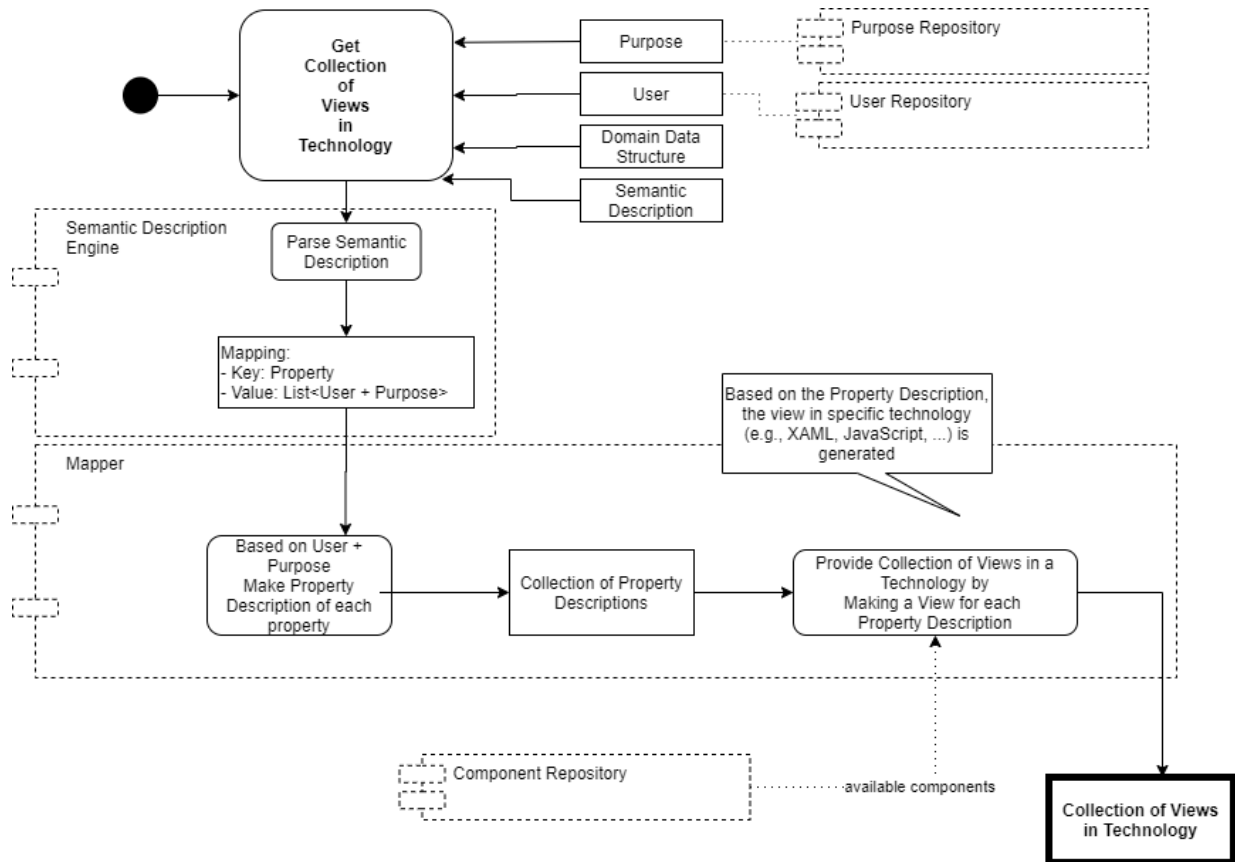 Get
Collection
of
Views
in
Technology
Purpose
Purpose Repository
User
User Repository
Domain Data
Structure
Semantic
Description
Semantic Description
Engine
Parse Semantic
Description
Mapping:
- Key: Property
- Value: List<User + Purpose>
Based on the Property Description,
the view in specific technology
(e.g., XAML, JavaScript, ...) is
generated
Mapper
Based on User +
Purpose
Make Property
Description of each
property
Collection of Property
Descriptions
Provide Collection of Views in a
Technology by
Making a View for each
Property Description
Component Repository
available components
Collection of Views
in Technology